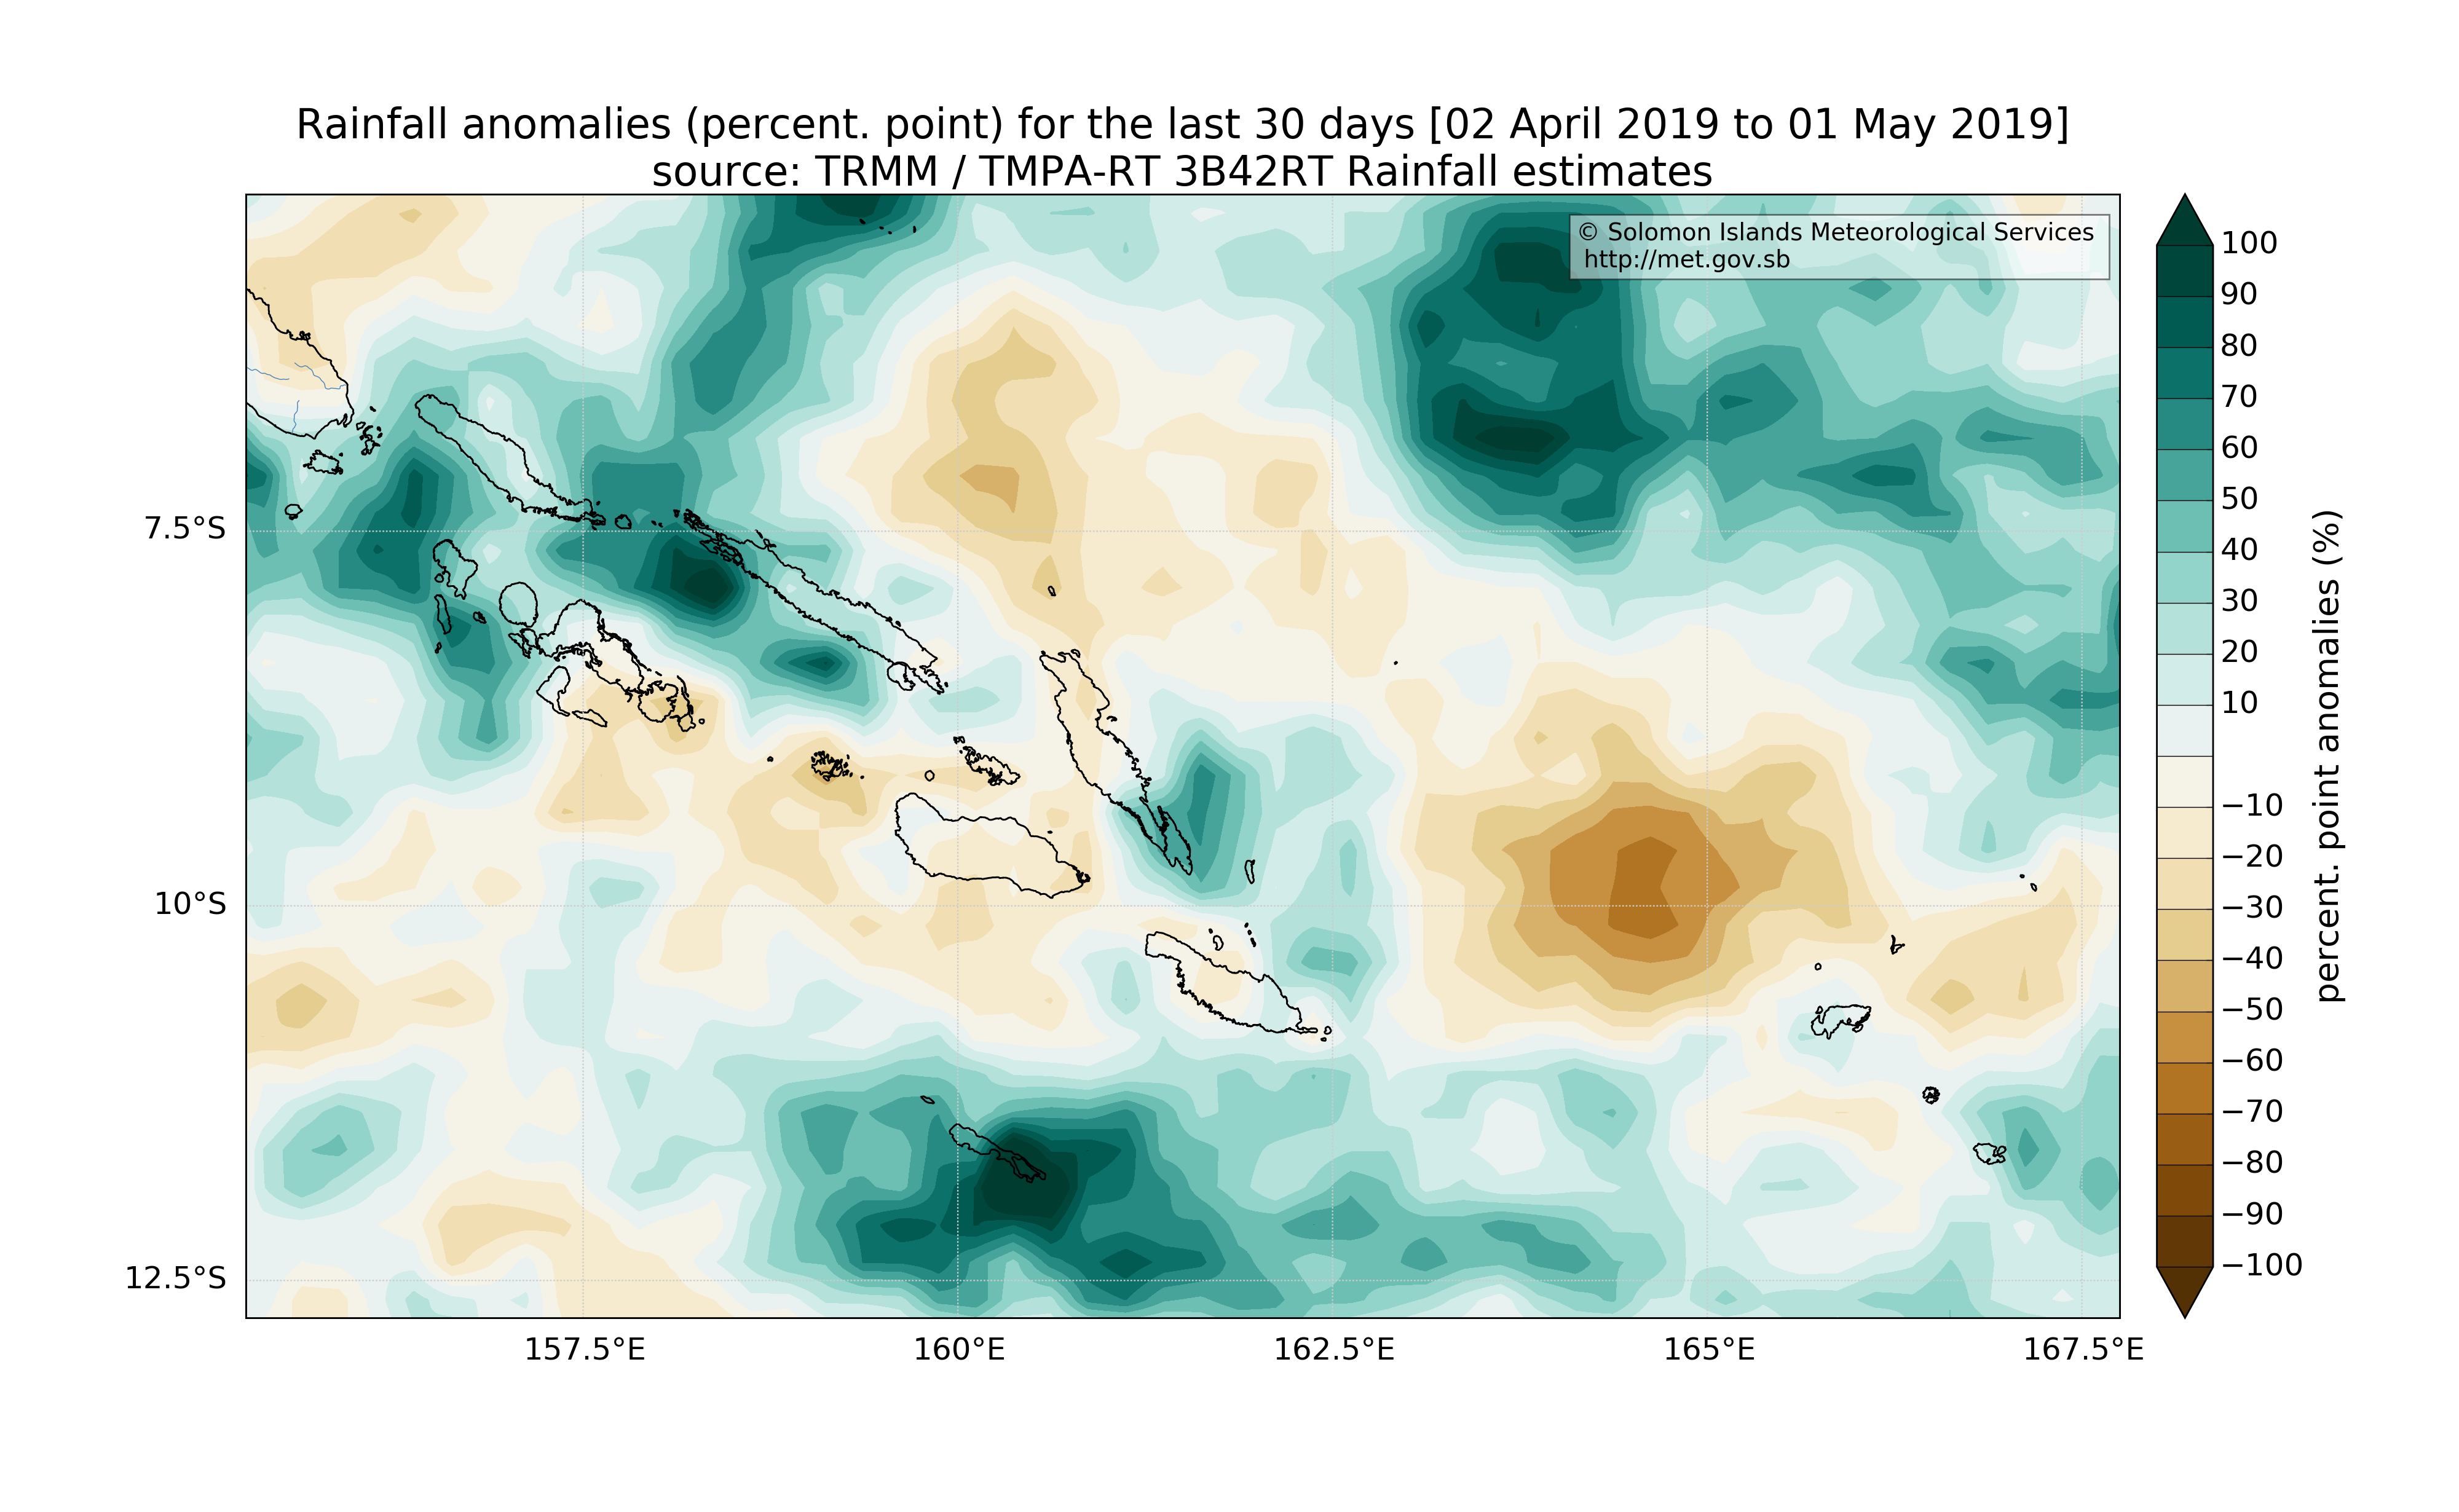 Rainfall anomalies (percent. point) for the last 30 days [02 April 2019 to 01 May 2019]
source: TRMM / TMPA-RT 3B42RT Rainfall estimates
© Solomon Islands Meteorological Services
http://met.gov.sb
7.5°S
10°S
12.5°S
157.5°E
160°E
162.5°E
165°E
167.5°E
100
90
80
70
60
50
40
30
20
10
−10
−20
−30
−40
−50
−60
−70
−80
−90
−100
percent. point anomalies (%)